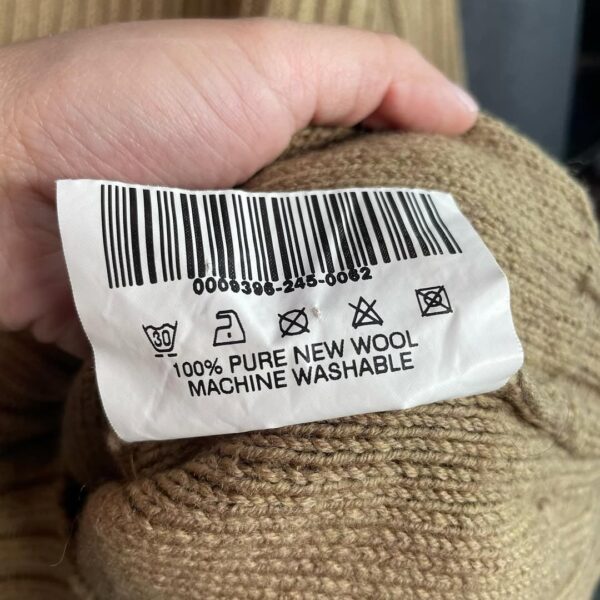 0009396-245-0062
30
100% PURE NEW WOOL
MACHINE WASHABLE